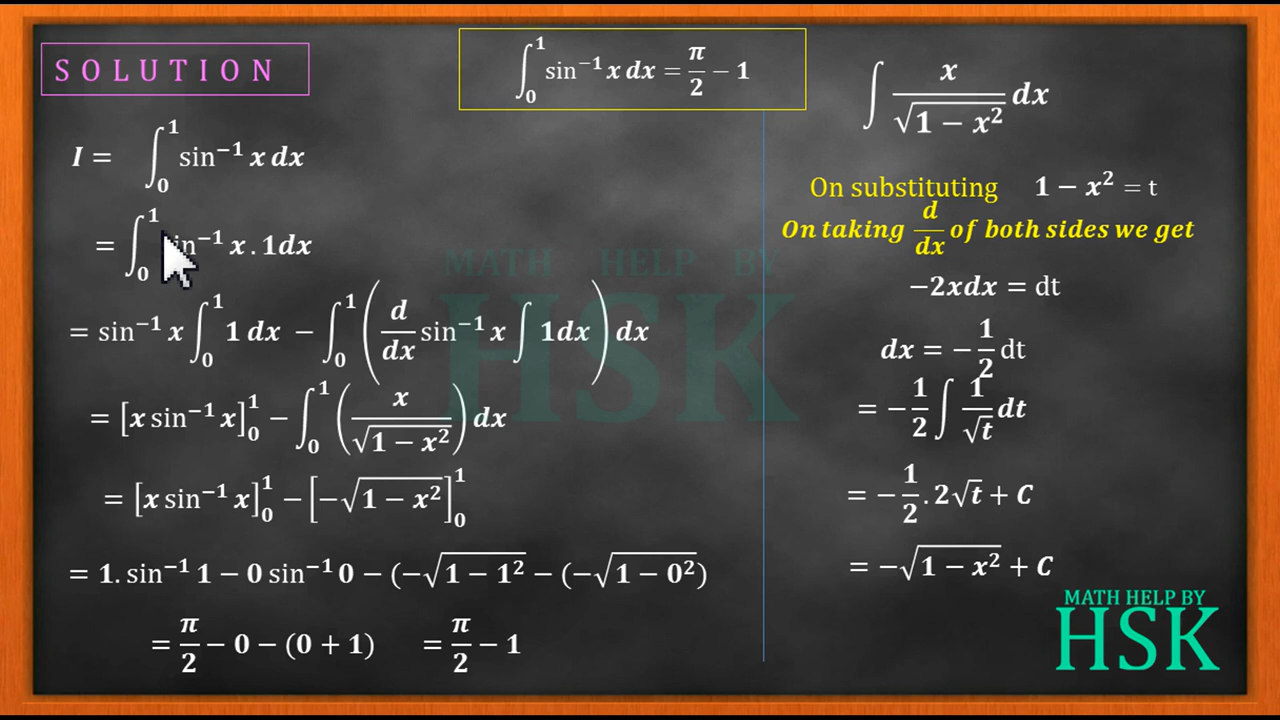 SOLUTION
∫₀¹ sin⁻¹ x dx = π/2 − 1
I = ∫₀¹ sin⁻¹ x dx
= ∫₀¹ sin⁻¹ x . 1dx
= sin⁻¹ x ∫₀¹ 1 dx − ∫₀¹ (d/dx sin⁻¹ x ∫ 1dx) dx
= [x sin⁻¹ x]₀¹ − ∫₀¹ (x/√(1 − x²)) dx
= [x sin⁻¹ x]₀¹ − [−√(1 − x²)]₀¹
= 1. sin⁻¹ 1 − 0 sin⁻¹ 0 − (−√(1 − 1²) − (−√(1 − 0²))
= π/2 − 0 − (0 + 1) = π/2 − 1
∫ x/√(1 − x²) dx
On substituting 1 − x² = t
On taking d/dx of both sides we get
−2xdx = dt
dx = −1/2 dt
= −1/2 ∫ 1/√t dt
= −1/2 . 2√t + C
= −√(1 − x²) + C
MATH HELP BY
HSK
MATH HELP BY
HSK